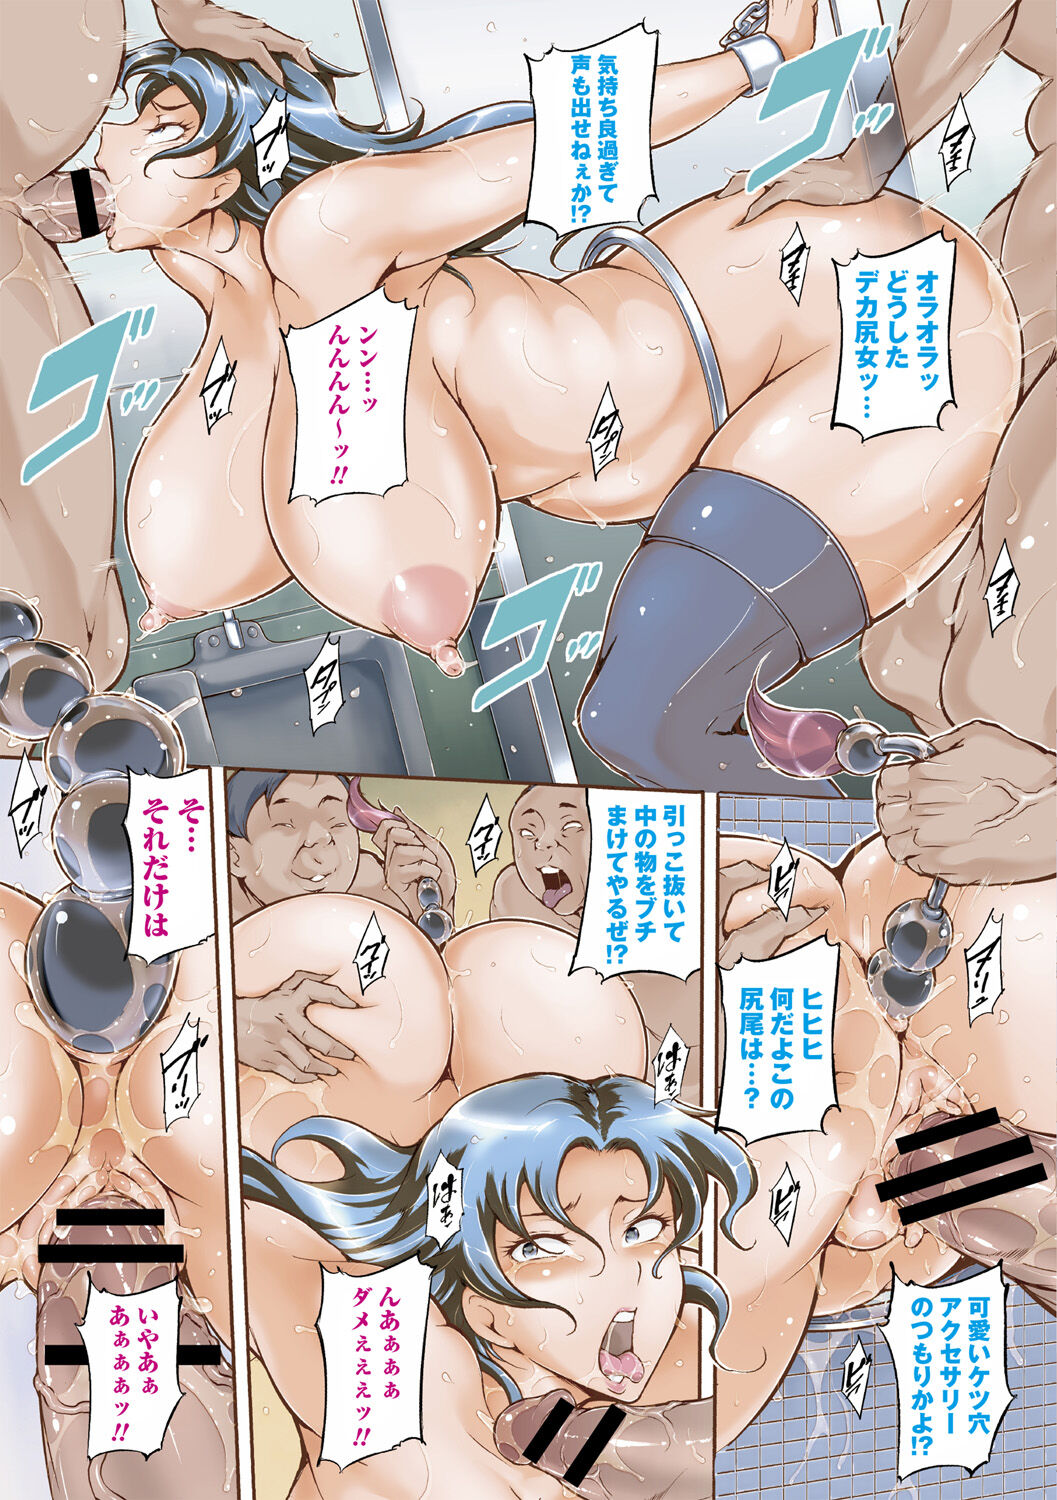 オラオラッ
どうした
デカ尻女ッ…
気持ち良過ぎて
声も出せねぇか!?
ンン…ッ
んんんん〜ッ!!
ゴブ
ヒヒヒ
何だよこの
尻尾は…?
可愛いケツ穴
アクセサリー
のつもりかよ!?
引っこ抜いて
中の物をブチ
まけてやるぜ!?
はぁ
はぁ
んあぁぁぁ
ダメぇぇぇッ
そ…
それだけは
いやあぁ
あぁぁぁッ!!